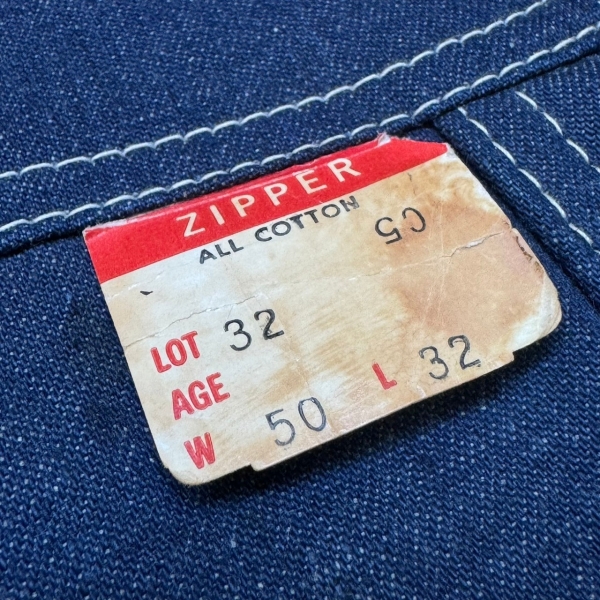 ZIPPER
ALL COTTON
C5
LOT 32
AGE
W 50 L 32